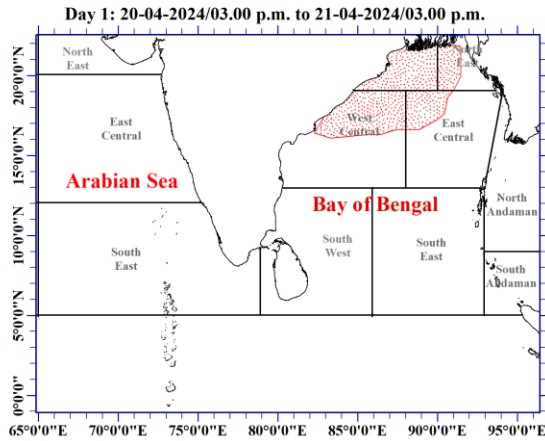 Day 1: 20-04-2024/03.00 p.m. to 21-04-2024/03.00 p.m.
North
East
20°0'0"N
East
Central
West
Central
East
Central
15°0'0"N
Arabian Sea
Bay of Bengal
North
Andaman
10°0'0"N
South
East
South
West
South
East
South
Andaman
5°0'0"N
0°0'0"
65°0'0"E
70°0'0"E
75°0'0"E
80°0'0"E
85°0'0"E
90°0'0"E
95°0'0"E